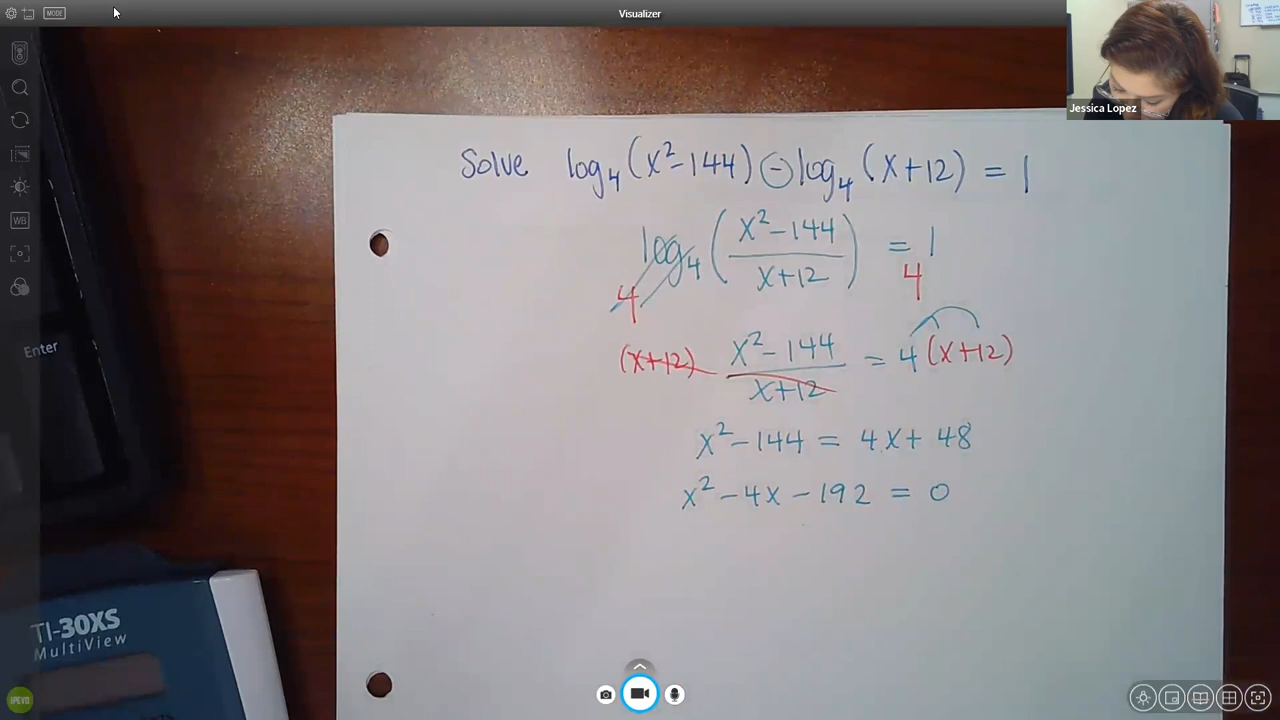 MODE
Visualizer
Jessica Lopez
WB
Solve log₄(x²-144) - log₄(x+12) = 1
log₄((x²-144)/(x+12)) = 1
4 4
(x+12) (x²-144)/(x+12) = 4(x+12)
x²-144 = 4x+48
x²-4x-192 = 0
Enter
TI-30XS
MultiView
IPEVO